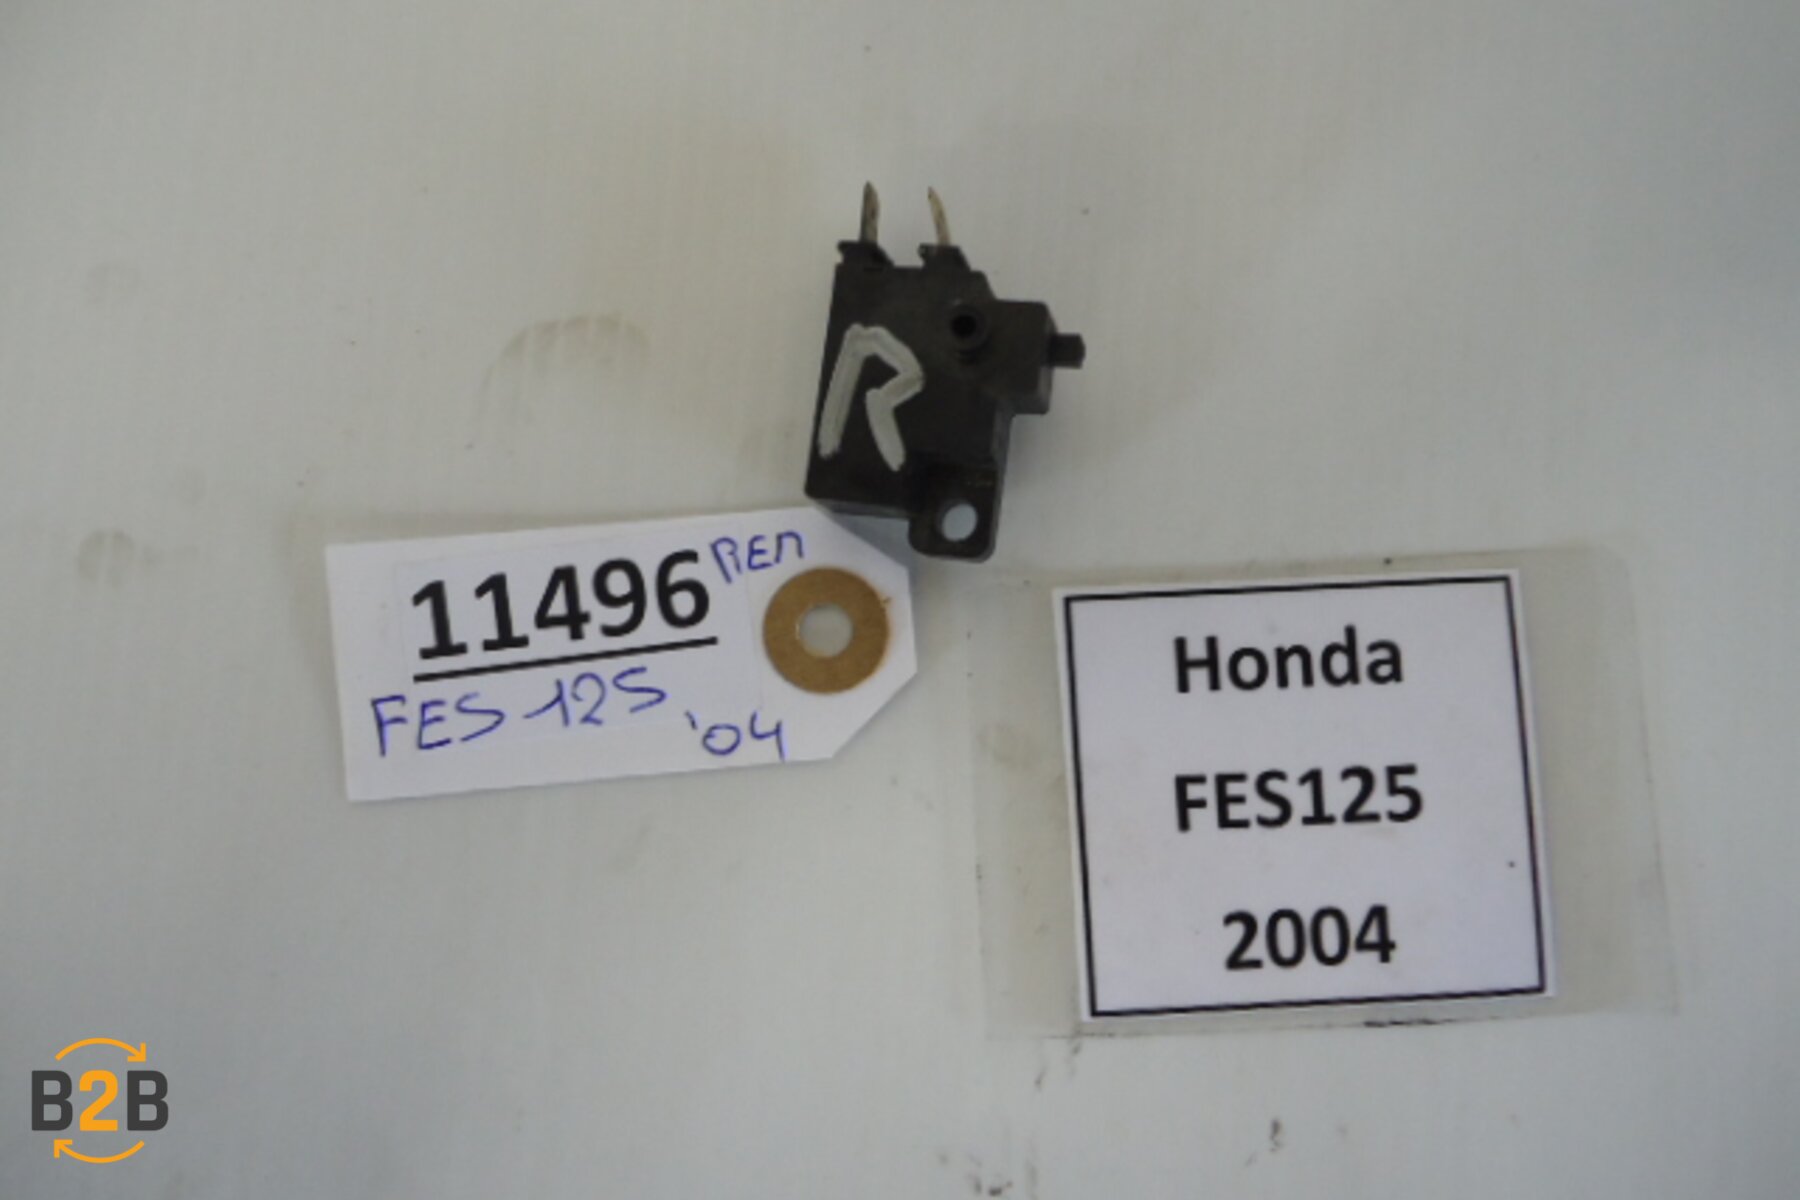 R
11496 REM
FES 125
'04
Honda
FES125
2004
B2B